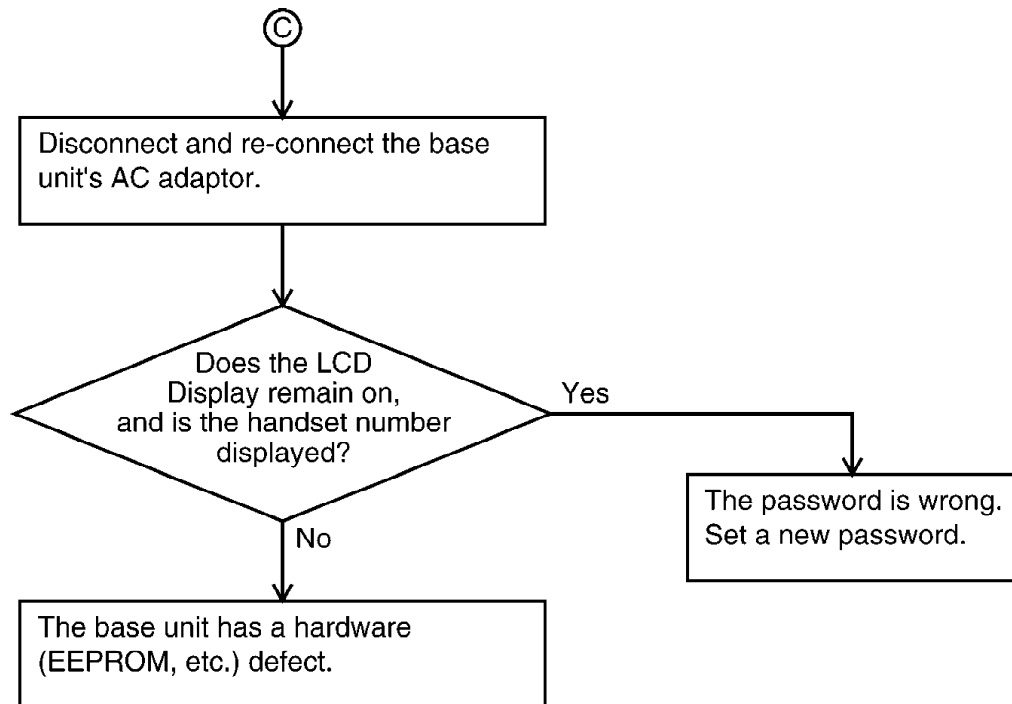 C
Disconnect and re-connect the base
unit's AC adaptor.
Does the LCD
Display remain on,
and is the handset number
displayed?
Yes
The password is wrong.
Set a new password.
No
The base unit has a hardware
(EEPROM, etc.) defect.